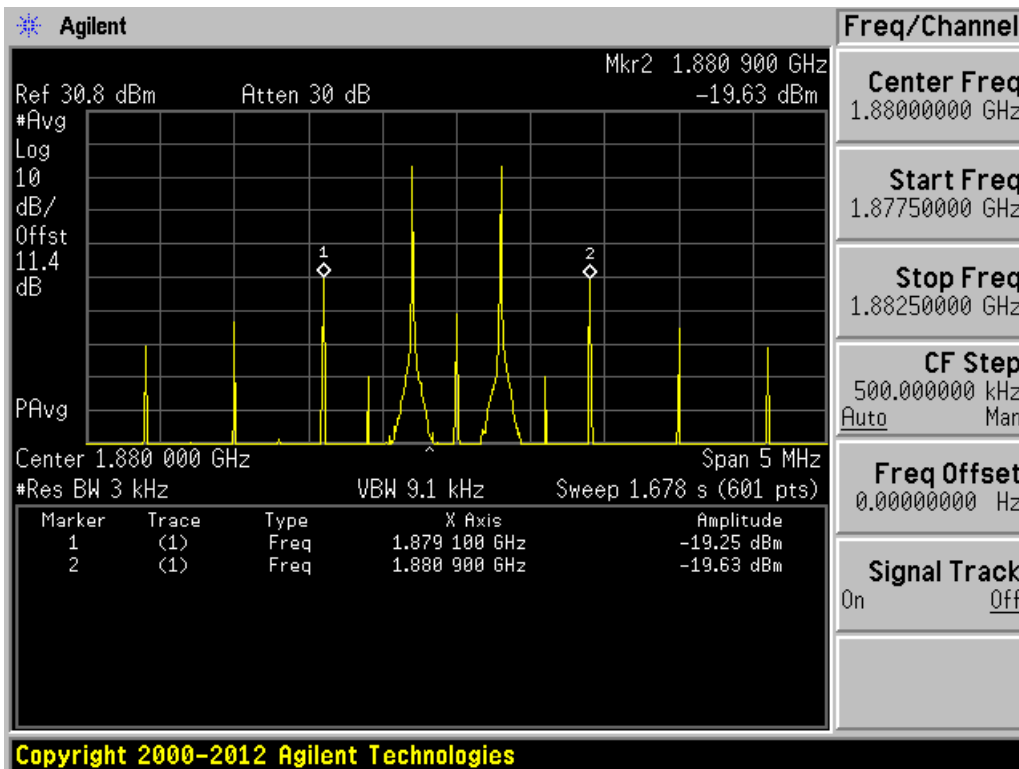 Agilent
Freq/Channel
Mkr2 1.880 900 GHz
Ref 30.8 dBm Atten 30 dB -19.63 dBm
#Avg
Log
10
dB/
Offst
11.4
dB
PAvg
1
2
Center 1.880 000 GHz Span 5 MHz
#Res BW 3 kHz VBW 9.1 kHz Sweep 1.678 s (601 pts)
Marker Trace Type X Axis Amplitude
1 (1) Freq 1.879 100 GHz -19.25 dBm
2 (1) Freq 1.880 900 GHz -19.63 dBm
Center Freq
1.88000000 GHz
Start Freq
1.87750000 GHz
Stop Freq
1.88250000 GHz
CF Step
500.000000 kHz
Auto Man
Freq Offset
0.00000000 Hz
Signal Track
On Off
Copyright 2000-2012 Agilent Technologies